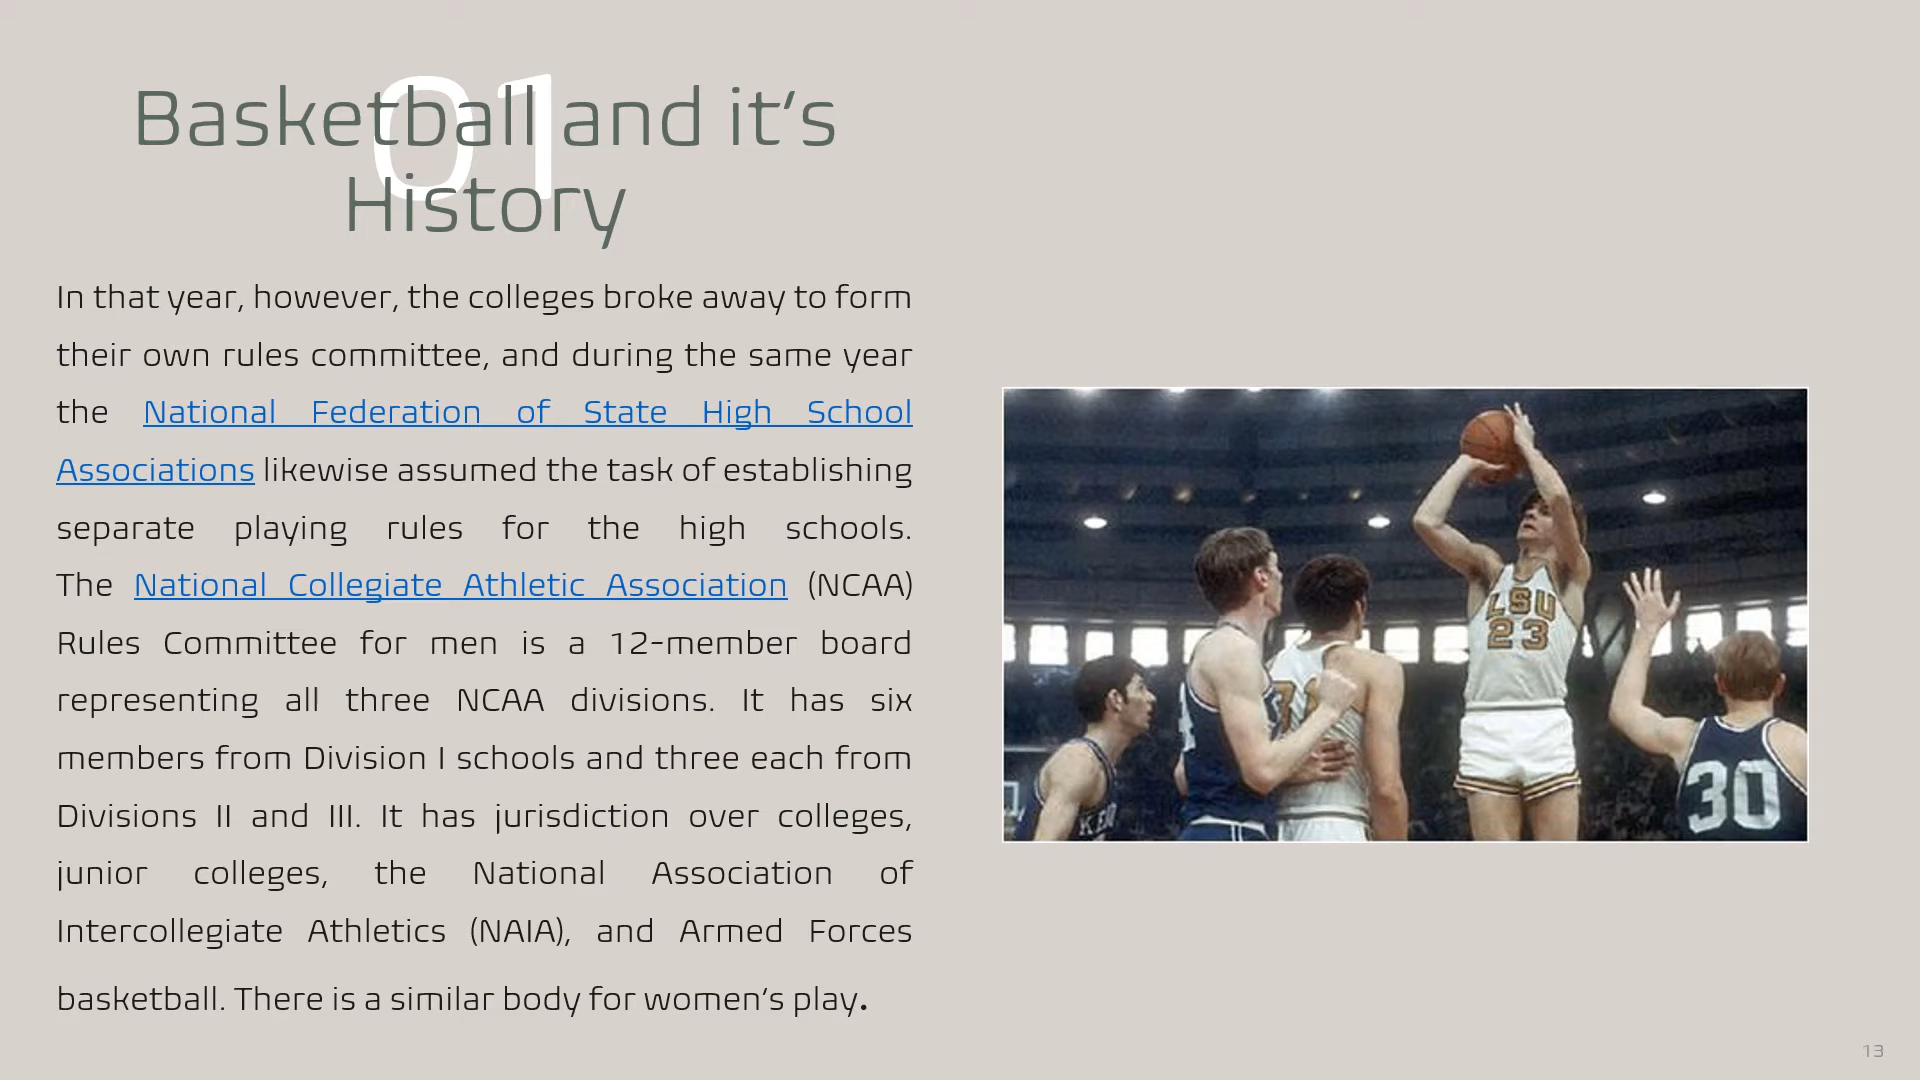 01
Basketball and it's
History
In that year, however, the colleges broke away to form
their own rules committee, and during the same year
the National Federation of State High School
Associations likewise assumed the task of establishing
separate playing rules for the high schools.
The National Collegiate Athletic Association (NCAA)
Rules Committee for men is a 12-member board
representing all three NCAA divisions. It has six
members from Division I schools and three each from
Divisions II and III. It has jurisdiction over colleges,
junior colleges, the National Association of
Intercollegiate Athletics (NAIA), and Armed Forces
basketball. There is a similar body for women's play.
LSU
23
30
13